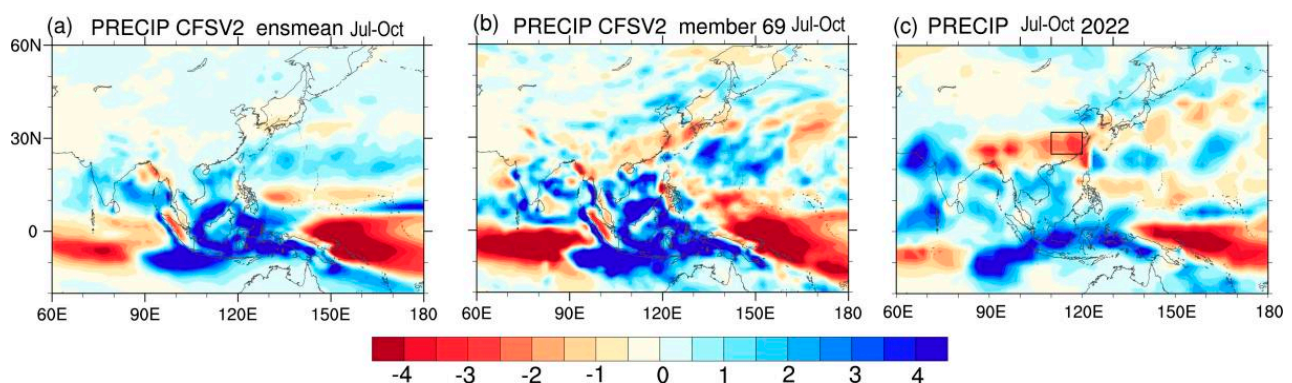 (a) PRECIP CFSV2 ensmean Jul-Oct
(b) PRECIP CFSV2 member 69 Jul-Oct
(c) PRECIP Jul-Oct 2022
60N
30N
0
60E 90E 120E 150E 180
60E 90E 120E 150E 180
60E 90E 120E 150E 180
-4 -3 -2 -1 0 1 2 3 4